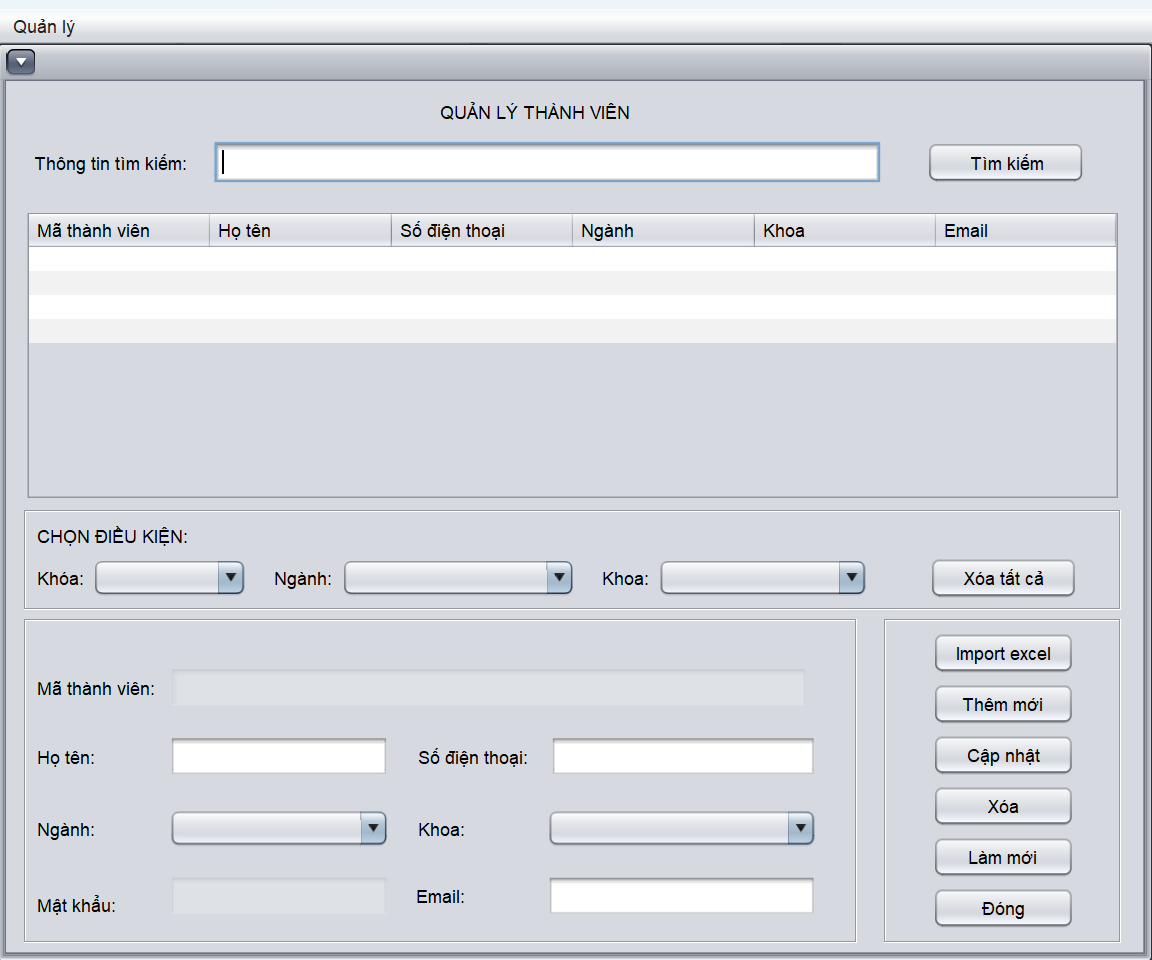 Quản lý
QUẢN LÝ THÀNH VIÊN
Thông tin tìm kiếm:
Tìm kiếm
Mã thành viên Họ tên Số điện thoại Ngành Khoa Email
CHỌN ĐIỀU KIỆN:
Khóa: Ngành: Khoa: Xóa tất cả
Mã thành viên:
Họ tên: Số điện thoại:
Ngành: Khoa:
Mật khẩu: Email:
Import excel
Thêm mới
Cập nhật
Xóa
Làm mới
Đóng